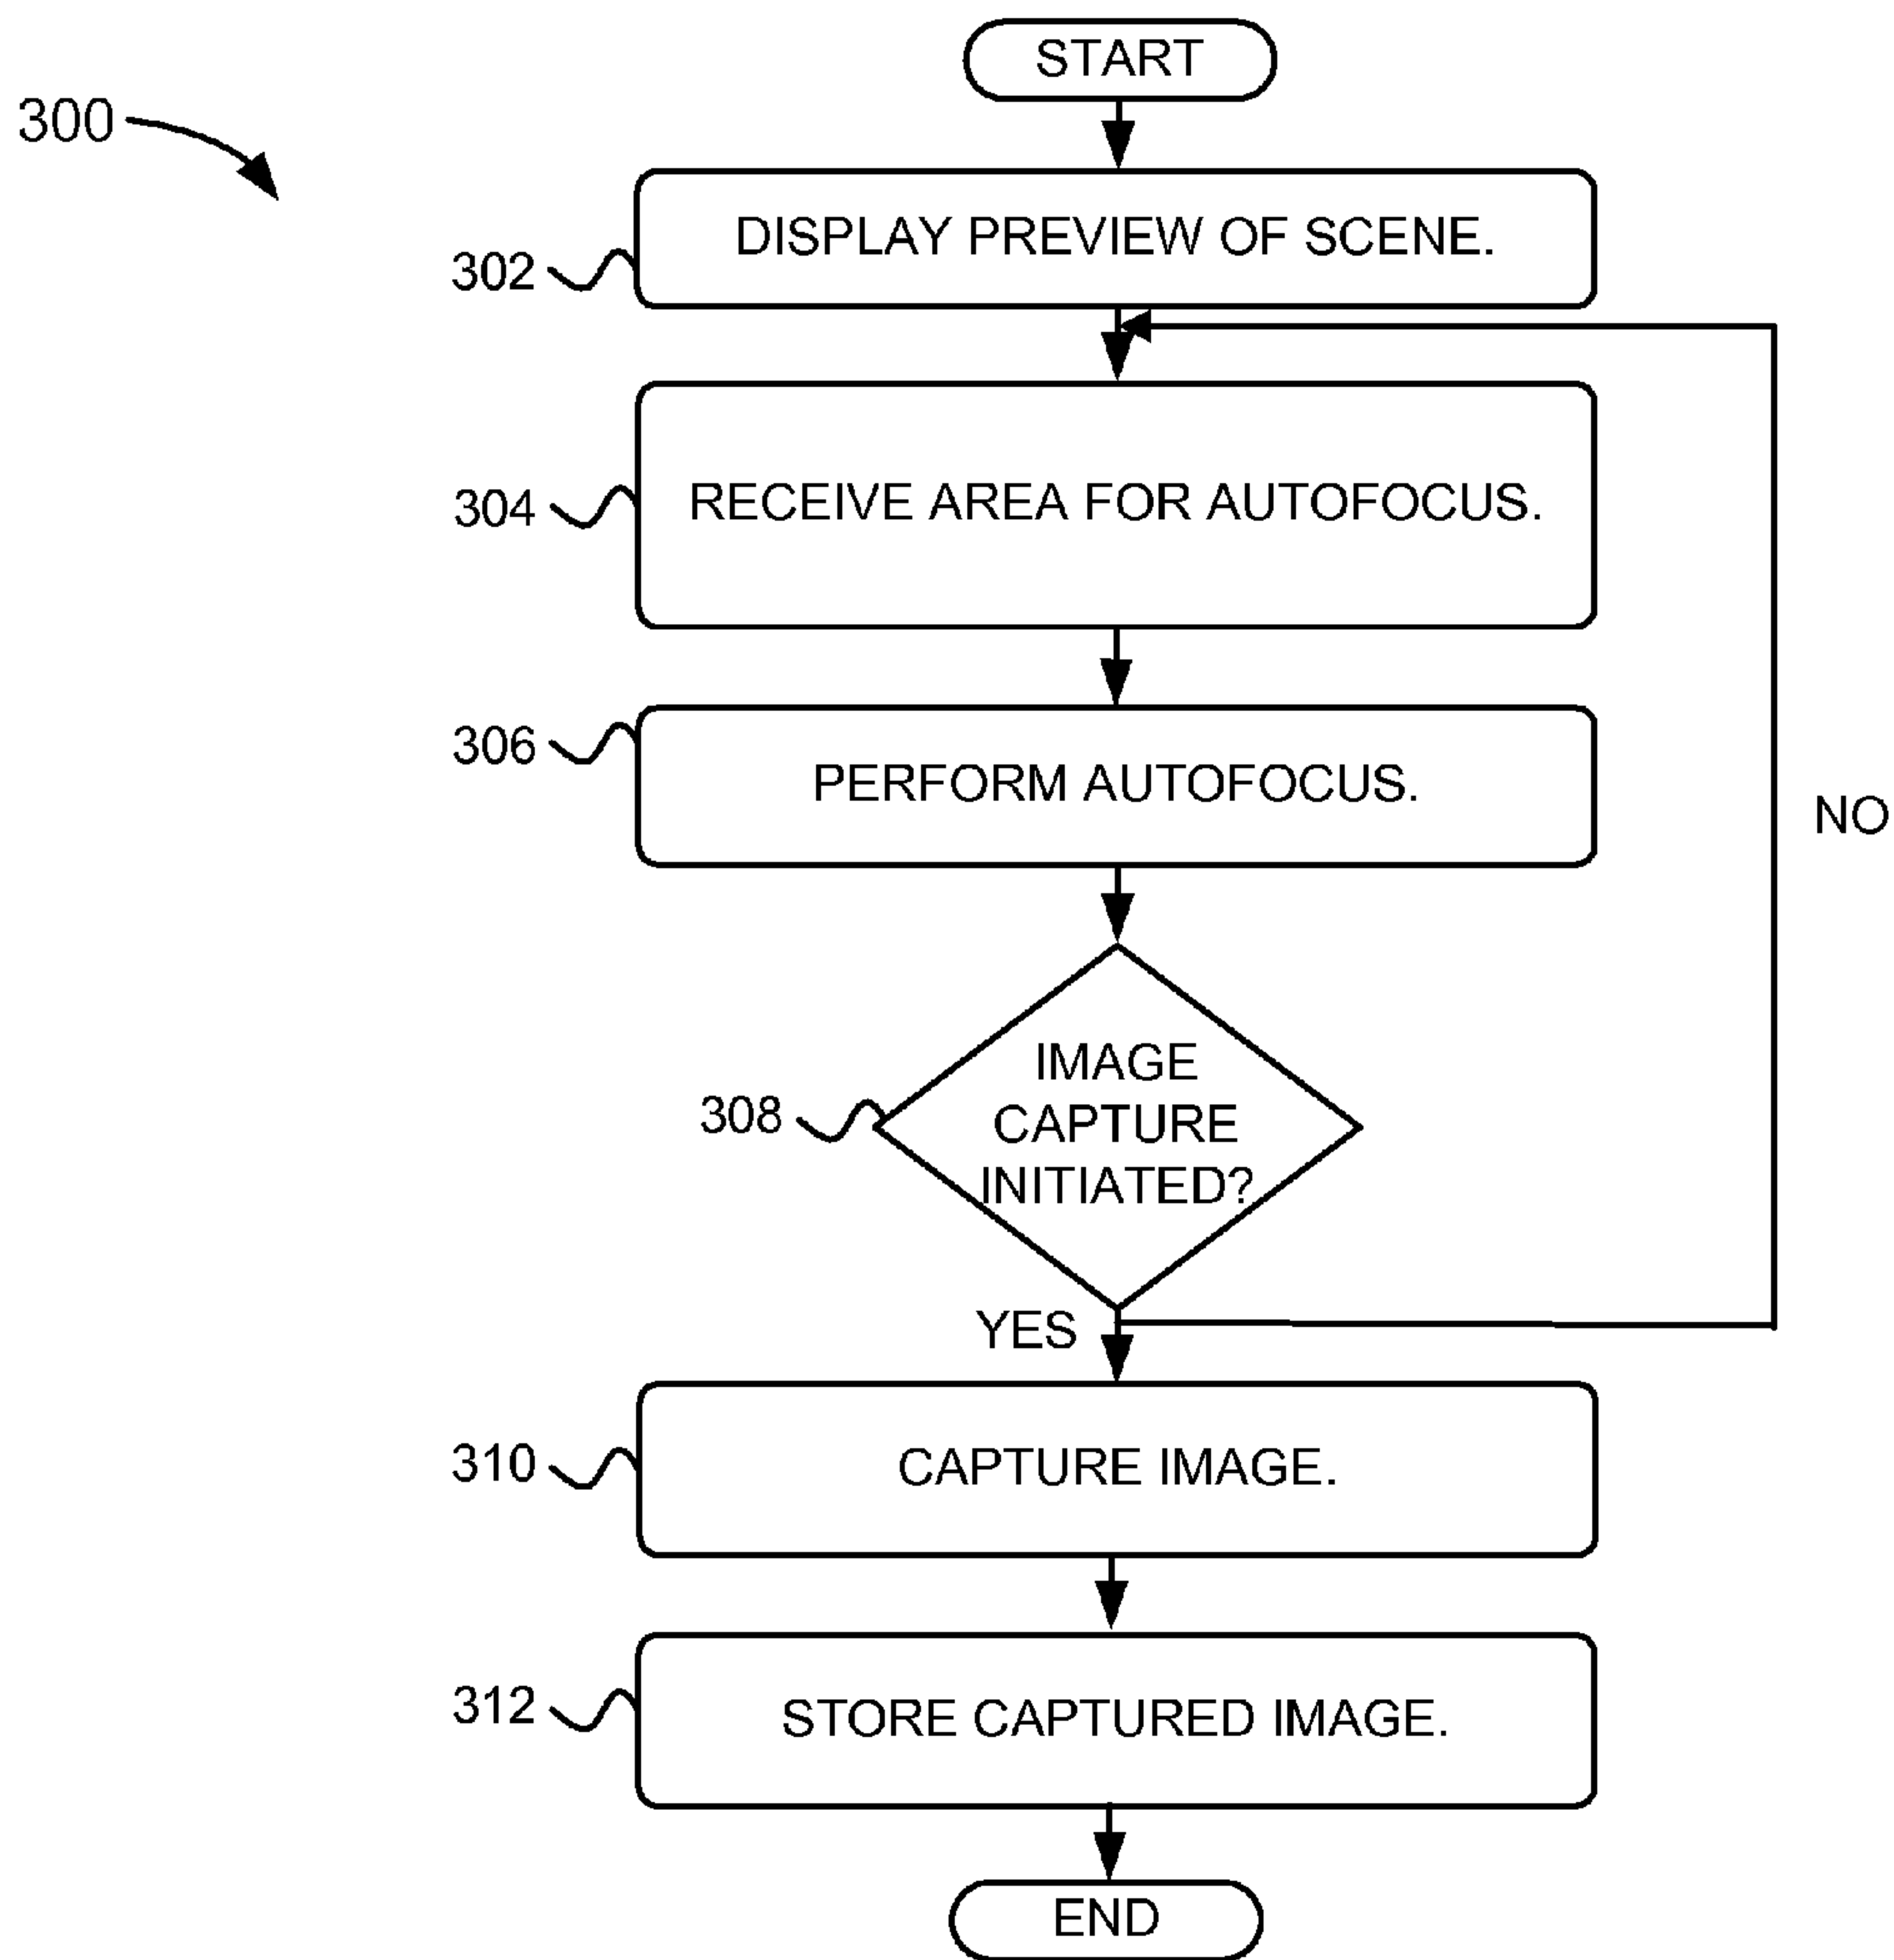 START
300
DISPLAY PREVIEW OF SCENE.
302
RECEIVE AREA FOR AUTOFOCUS.
304
306
PERFORM AUTOFOCUS.
NO
IMAGE
CAPTURE
INITIATED?
308
YES
310
CAPTURE IMAGE.
312
STORE CAPTURED IMAGE.
END